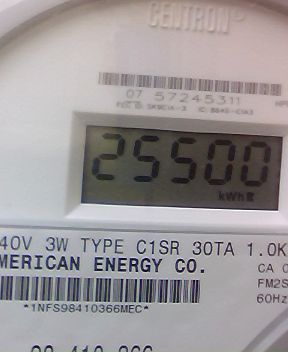 CENTRON®
07 57245311
25500
kWh
40V 3W TYPE C1SR 30TA 1.0K
MERICAN ENERGY CO.
CA 0
FM2S
60Hz
*1NFS98410366MEC*